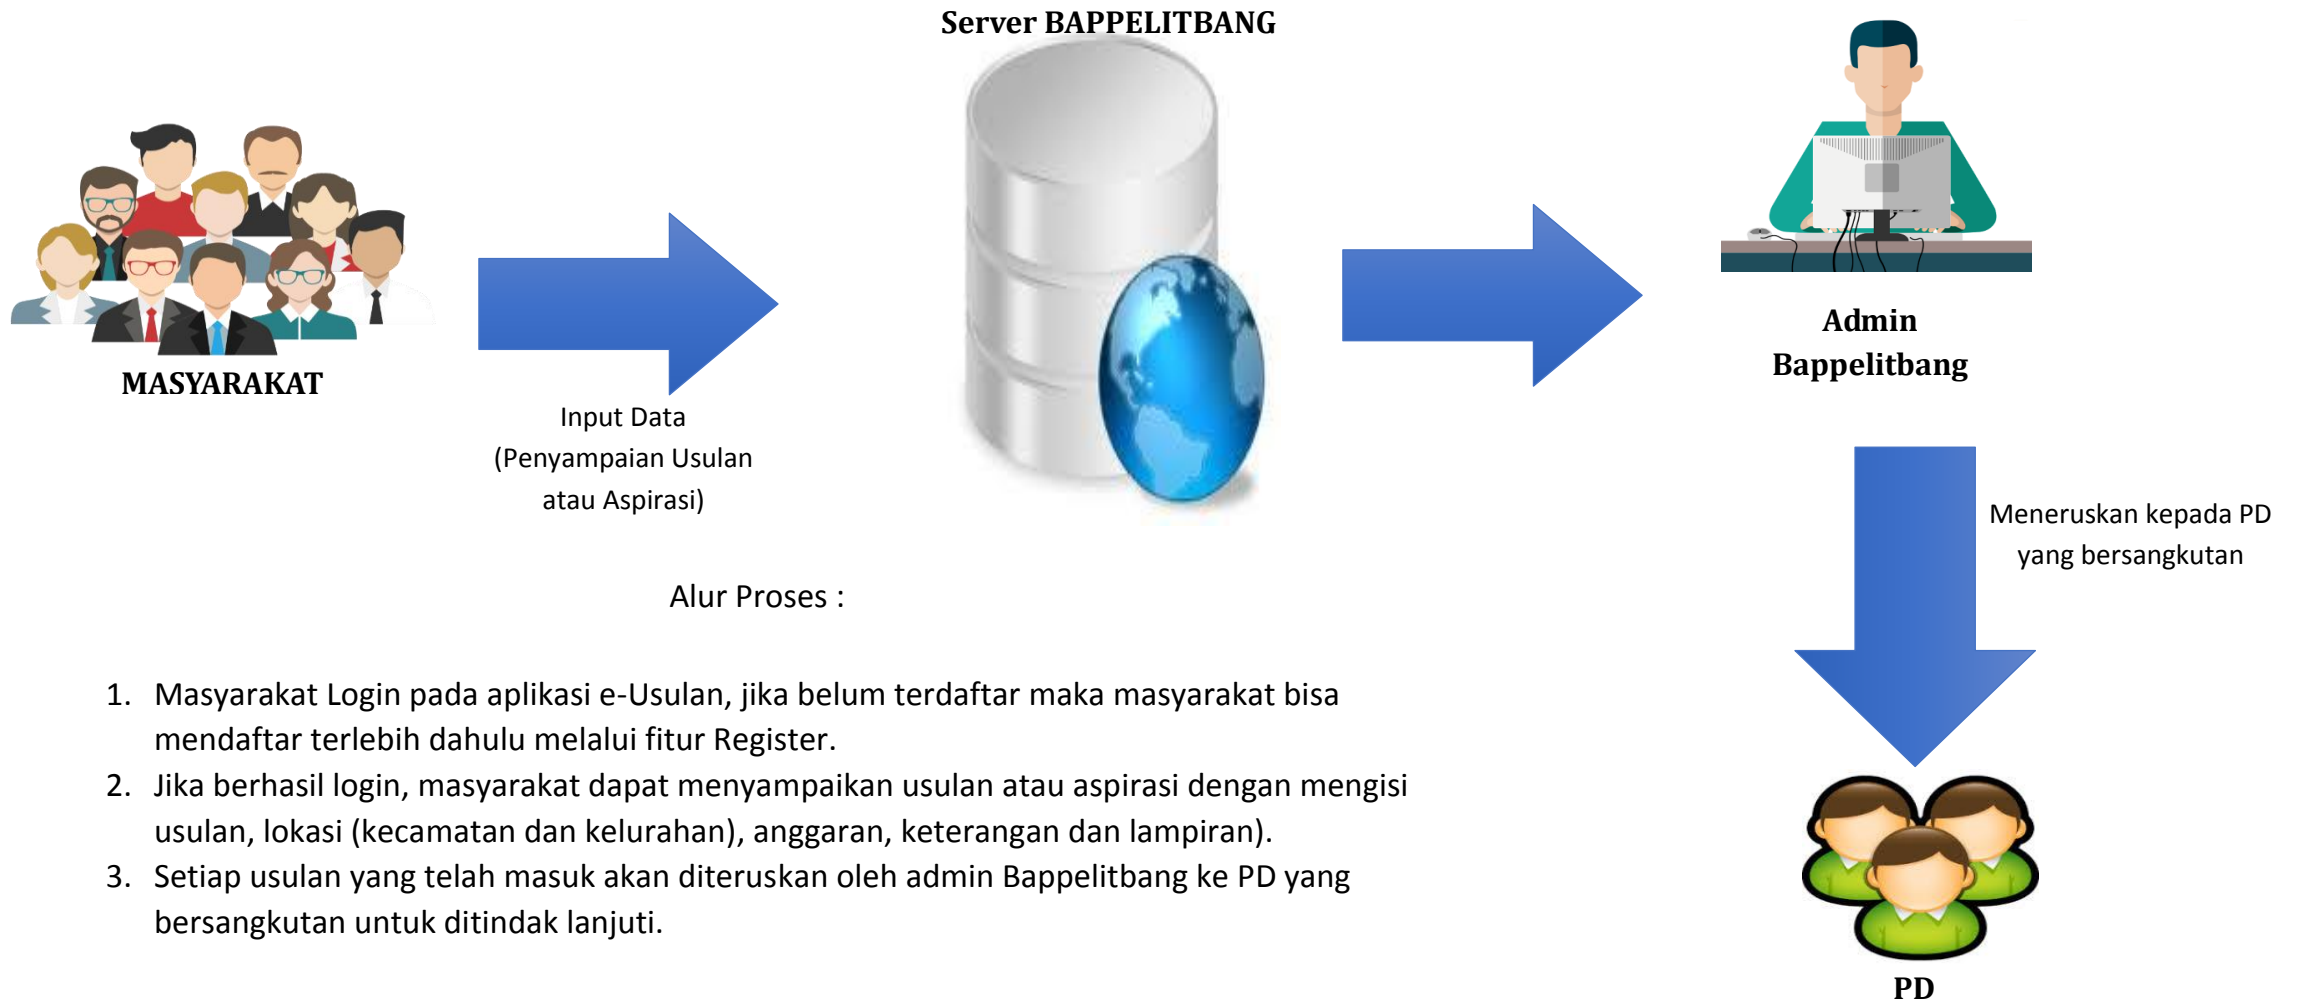 Server BAPPELITBANG
MASYARAKAT
Input Data
(Penyampaian Usulan
atau Aspirasi)
Admin
Bappelitbang
Meneruskan kepada PD
yang bersangkutan
Alur Proses :
1. Masyarakat Login pada aplikasi e-Usulan, jika belum terdaftar maka masyarakat bisa
mendaftar terlebih dahulu melalui fitur Register.
2. Jika berhasil login, masyarakat dapat menyampaikan usulan atau aspirasi dengan mengisi
usulan, lokasi (kecamatan dan kelurahan), anggaran, keterangan dan lampiran).
3. Setiap usulan yang telah masuk akan diteruskan oleh admin Bappelitbang ke PD yang
bersangkutan untuk ditindak lanjuti.
PD